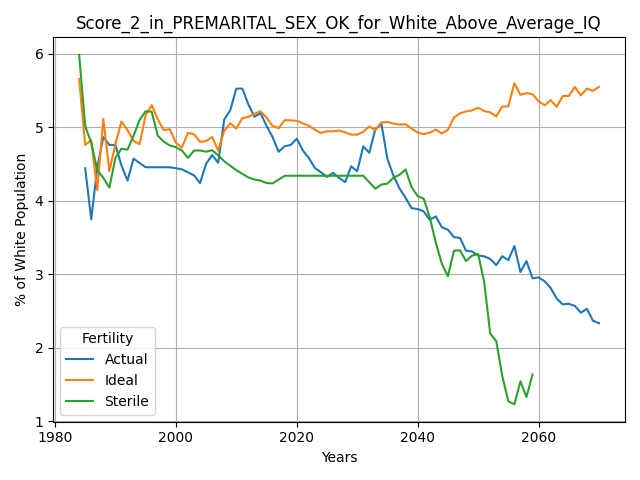 Score_2_in_PREMARITAL_SEX_OK_for_White_Above_Average_IQ
% of White Population
6
5
4
3
2
1
Fertility
Actual
Ideal
Sterile
1980
2000
2020
2040
2060
Years